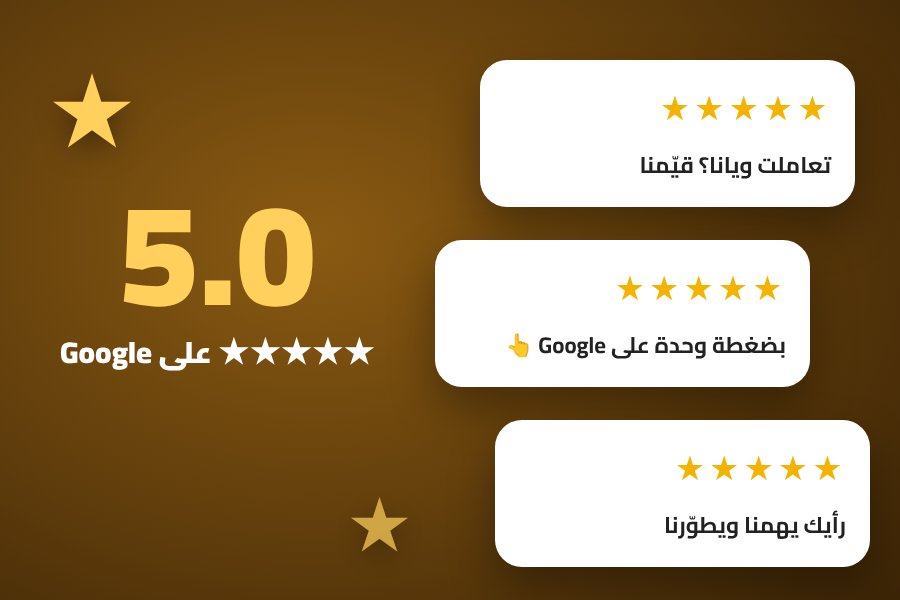 ★★★★★
تعاملت ويانا؟ قيّمنا
5.0
★★★★★ على Google
★★★★★
بضغطة وحدة على Google 👆
★★★★★
رأيك يهمنا ويطوّرنا